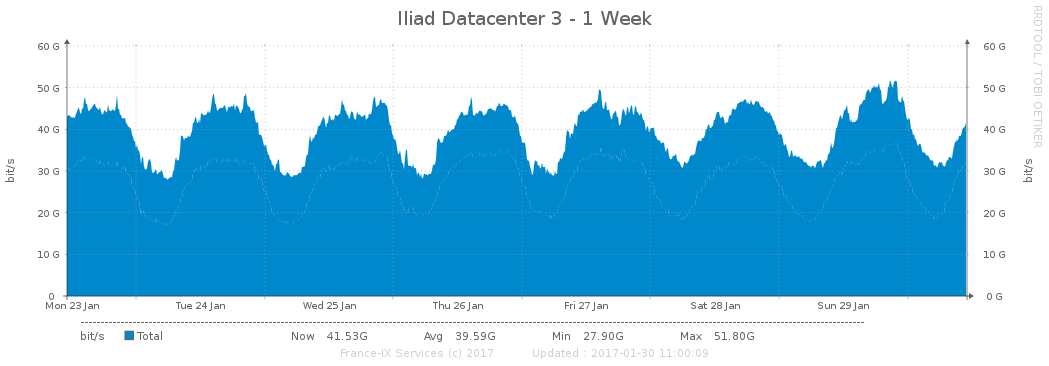 Iliad Datacenter 3 - 1 Week
RRDTOOL / TOBI OETIKER
bit/s
60 G
50 G
40 G
30 G
20 G
10 G
0
60 G
50 G
40 G
30 G
20 G
10 G
0 G
bit/s
Mon 23 Jan Tue 24 Jan Wed 25 Jan Thu 26 Jan Fri 27 Jan Sat 28 Jan Sun 29 Jan
bit/s Total Now 41.53G Avg 39.59G Min 27.90G Max 51.80G
France-IX Services (c) 2017 Updated : 2017-01-30 11:00:09